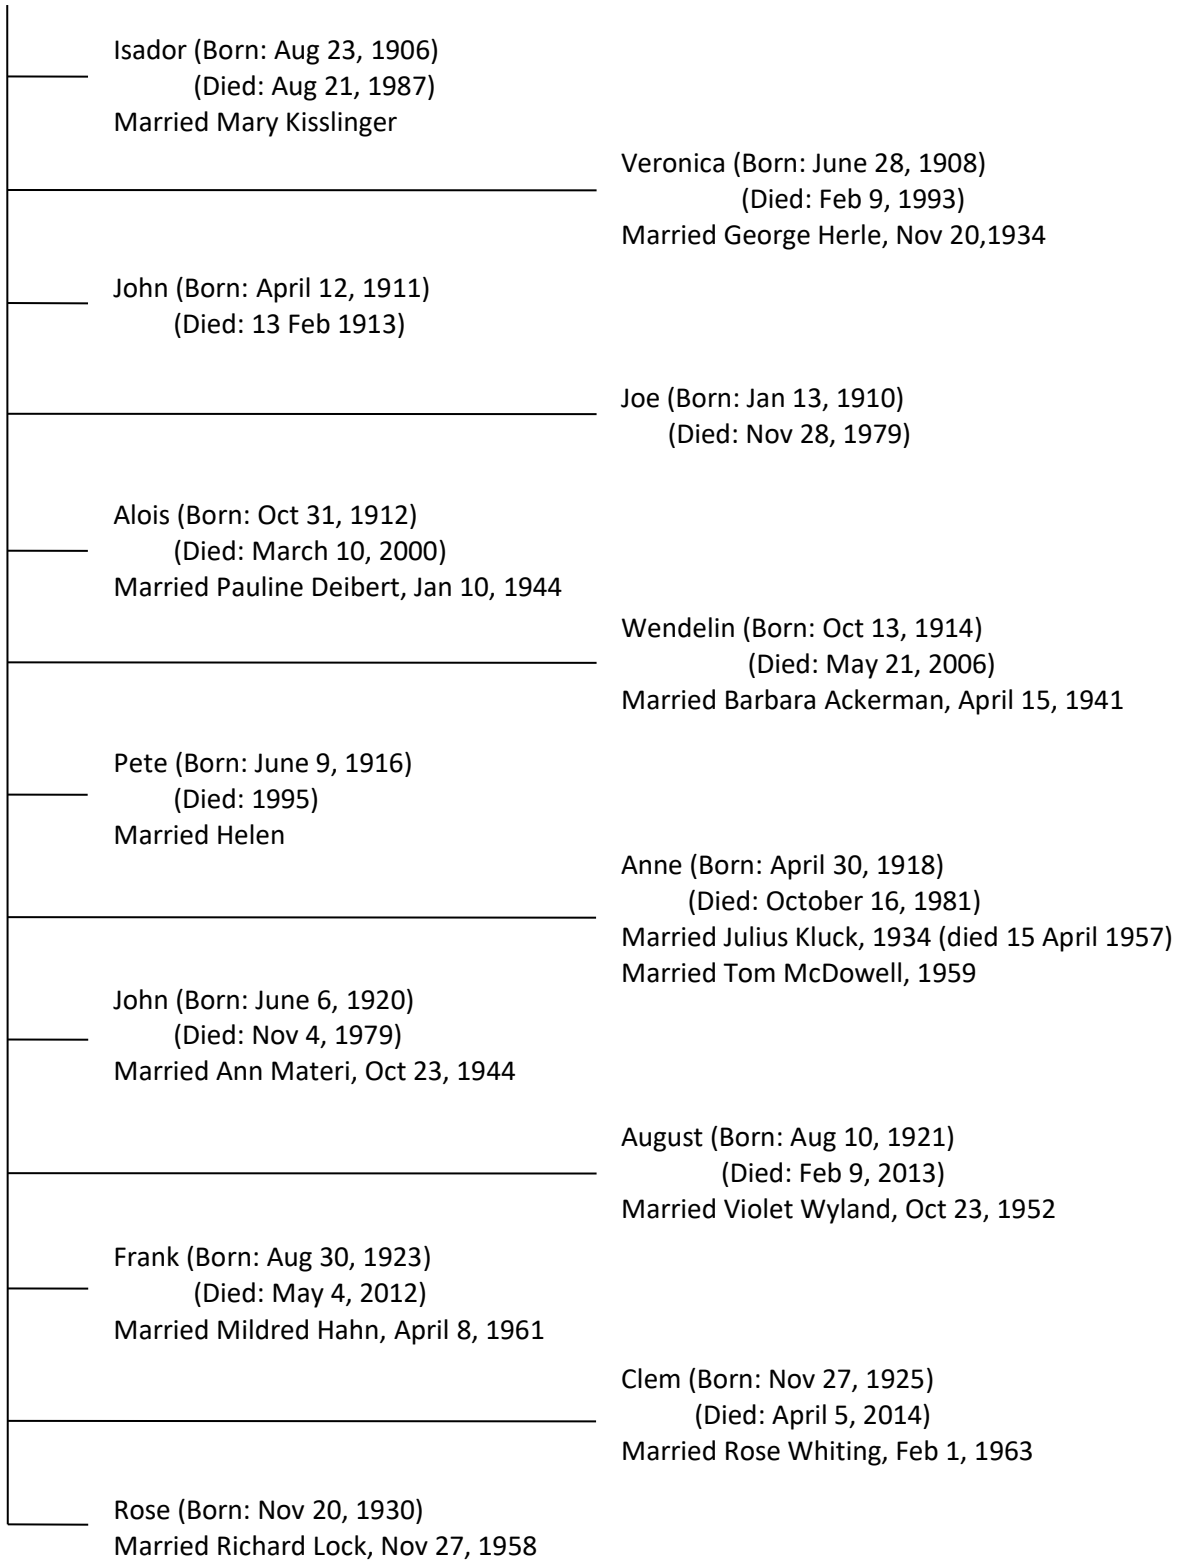 Isador (Born: Aug 23, 1906)
(Died: Aug 21, 1987)
Married Mary Kisslinger
Veronica (Born: June 28, 1908)
(Died: Feb 9, 1993)
Married George Herle, Nov 20,1934
John (Born: April 12, 1911)
(Died: 13 Feb 1913)
Joe (Born: Jan 13, 1910)
(Died: Nov 28, 1979)
Alois (Born: Oct 31, 1912)
(Died: March 10, 2000)
Married Pauline Deibert, Jan 10, 1944
Wendelin (Born: Oct 13, 1914)
(Died: May 21, 2006)
Married Barbara Ackerman, April 15, 1941
Pete (Born: June 9, 1916)
(Died: 1995)
Married Helen
Anne (Born: April 30, 1918)
(Died: October 16, 1981)
Married Julius Kluck, 1934 (died 15 April 1957)
Married Tom McDowell, 1959
John (Born: June 6, 1920)
(Died: Nov 4, 1979)
Married Ann Materi, Oct 23, 1944
August (Born: Aug 10, 1921)
(Died: Feb 9, 2013)
Married Violet Wyland, Oct 23, 1952
Frank (Born: Aug 30, 1923)
(Died: May 4, 2012)
Married Mildred Hahn, April 8, 1961
Clem (Born: Nov 27, 1925)
(Died: April 5, 2014)
Married Rose Whiting, Feb 1, 1963
Rose (Born: Nov 20, 1930)
Married Richard Lock, Nov 27, 1958